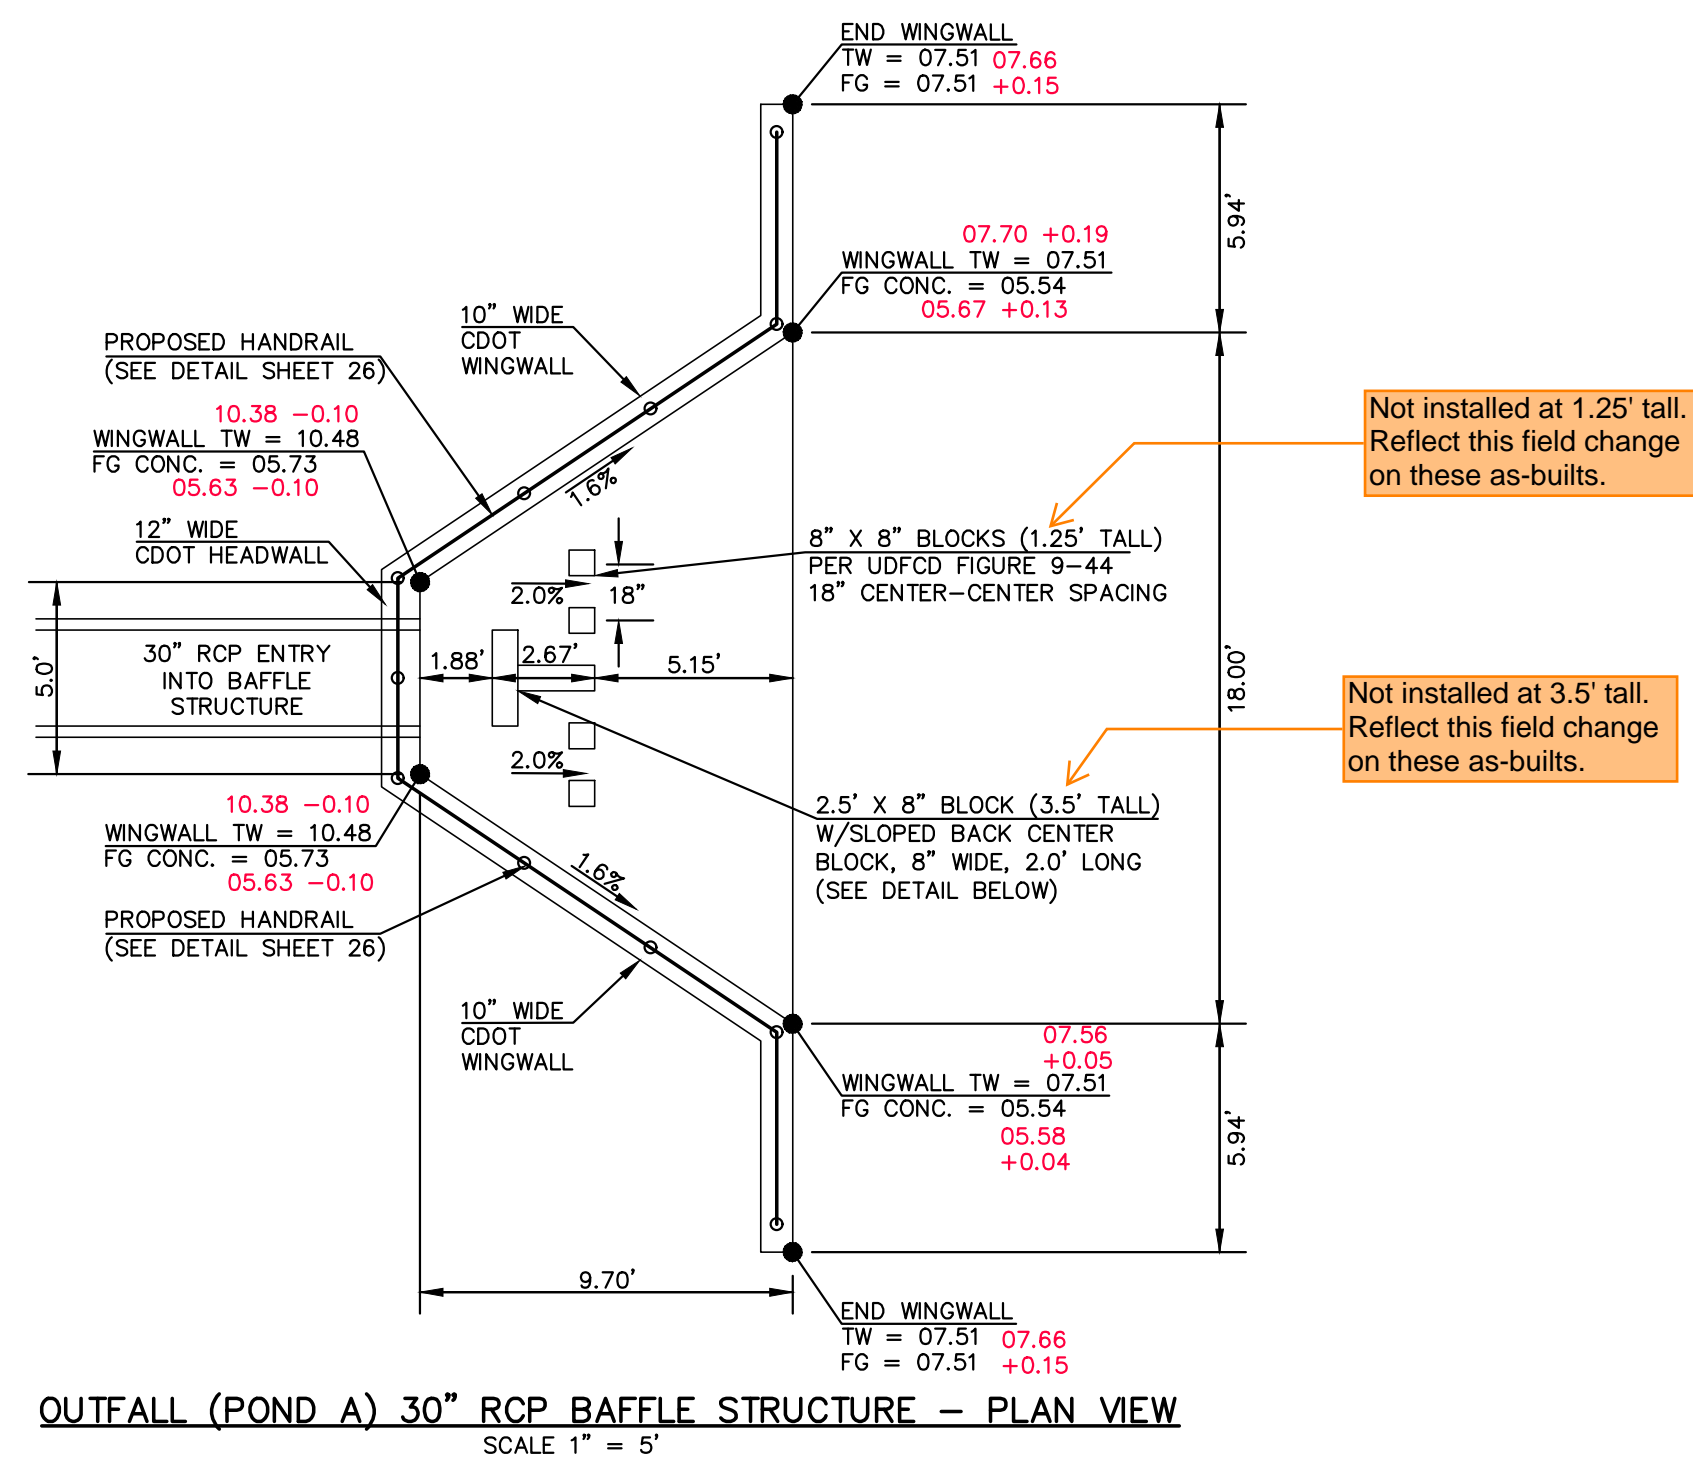 END WINGWALL
TW = 07.51 07.66
FG = 07.51 +0.15
5.94'
07.70 +0.19
WINGWALL TW = 07.51
FG CONC. = 05.54
05.67 +0.13
10" WIDE
CDOT
WINGWALL
PROPOSED HANDRAIL
(SEE DETAIL SHEET 26)
10.38 -0.10
WINGWALL TW = 10.48
FG CONC. = 05.73
05.63 -0.10
1.6%
Not installed at 1.25' tall.
Reflect this field change
on these as-builts.
12" WIDE
CDOT HEADWALL
8" X 8" BLOCKS (1.25' TALL)
PER UDFCD FIGURE 9-44
18" CENTER-CENTER SPACING
2.0%
18"
5.0'
30" RCP ENTRY
INTO BAFFLE
STRUCTURE
1.88'
2.67'
5.15'
18.00'
Not installed at 3.5' tall.
Reflect this field change
on these as-builts.
2.0%
2.5' X 8" BLOCK (3.5' TALL)
W/SLOPED BACK CENTER
BLOCK, 8" WIDE, 2.0' LONG
(SEE DETAIL BELOW)
10.38 -0.10
WINGWALL TW = 10.48
FG CONC. = 05.73
05.63 -0.10
1.6%
PROPOSED HANDRAIL
(SEE DETAIL SHEET 26)
10" WIDE
CDOT
WINGWALL
07.56
+0.05
WINGWALL TW = 07.51
FG CONC. = 05.54
05.58
+0.04
5.94'
9.70'
END WINGWALL
TW = 07.51 07.66
FG = 07.51 +0.15
OUTFALL (POND A) 30" RCP BAFFLE STRUCTURE - PLAN VIEW
SCALE 1" = 5'